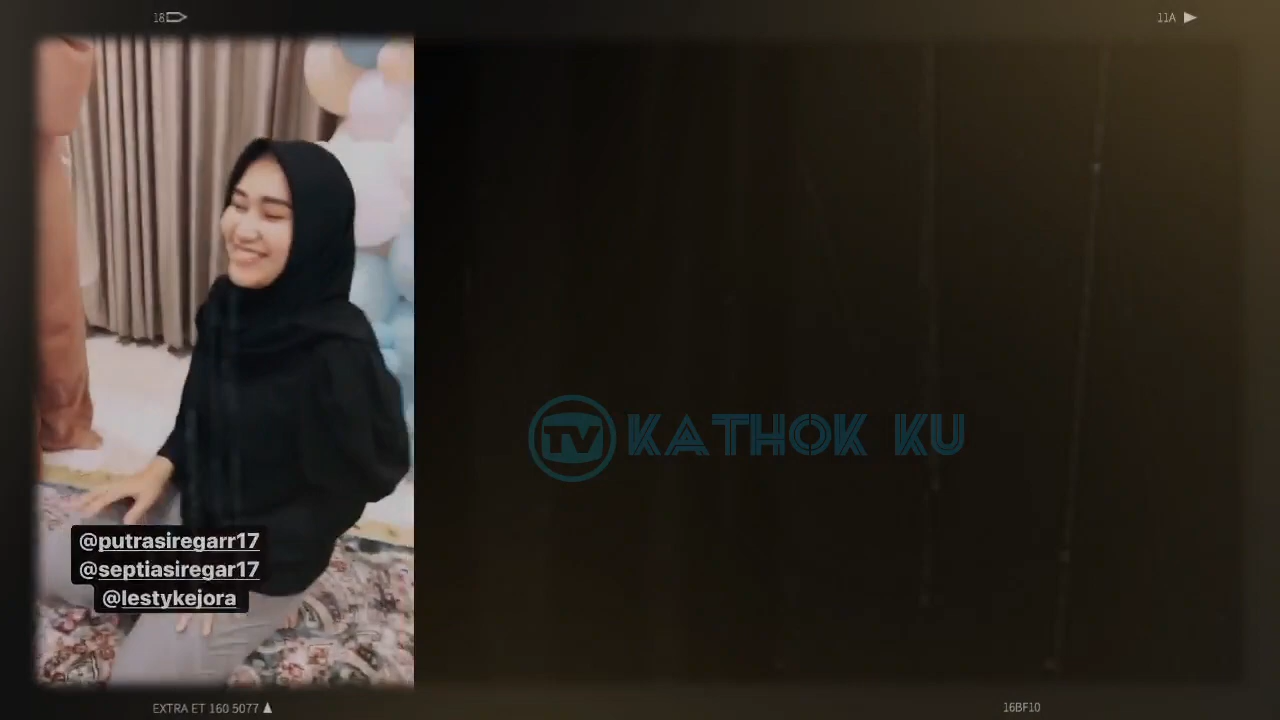 18
11A
@putrasiregarr17
@septiasiregar17
@lestykejora
TV KATHOK KU
EXTRA ET 160 5077
16BF10